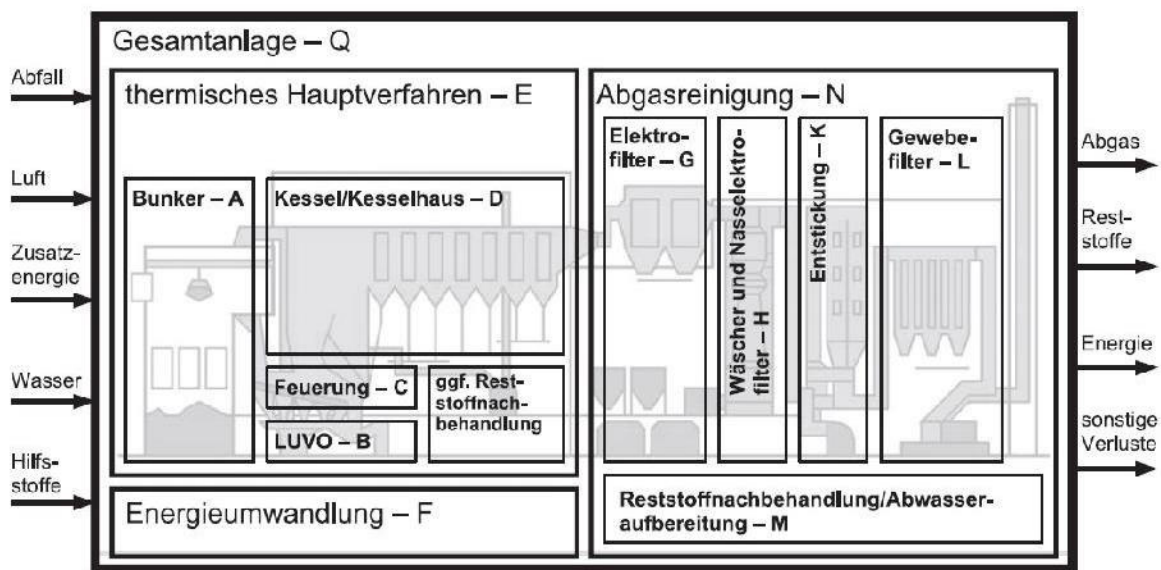 Gesamtanlage – Q
Abfall
Luft
Zusatz-
energie
Wasser
Hilfs-
stoffe
thermisches Hauptverfahren – E
Bunker – A
Kessel/Kesselhaus – D
Feuerung – C
LUVO – B
ggf. Rest-
stoffnach-
behandlung
Energieumwandlung – F
Abgasreinigung – N
Elektro-
filter – G
Wäscher und Nasselektro-
filter – H
Entstickung – K
Gewebe-
filter – L
Reststoffnachbehandlung/Abwasser-
aufbereitung – M
Abgas
Rest-
stoffe
Energie
sonstige
Verluste